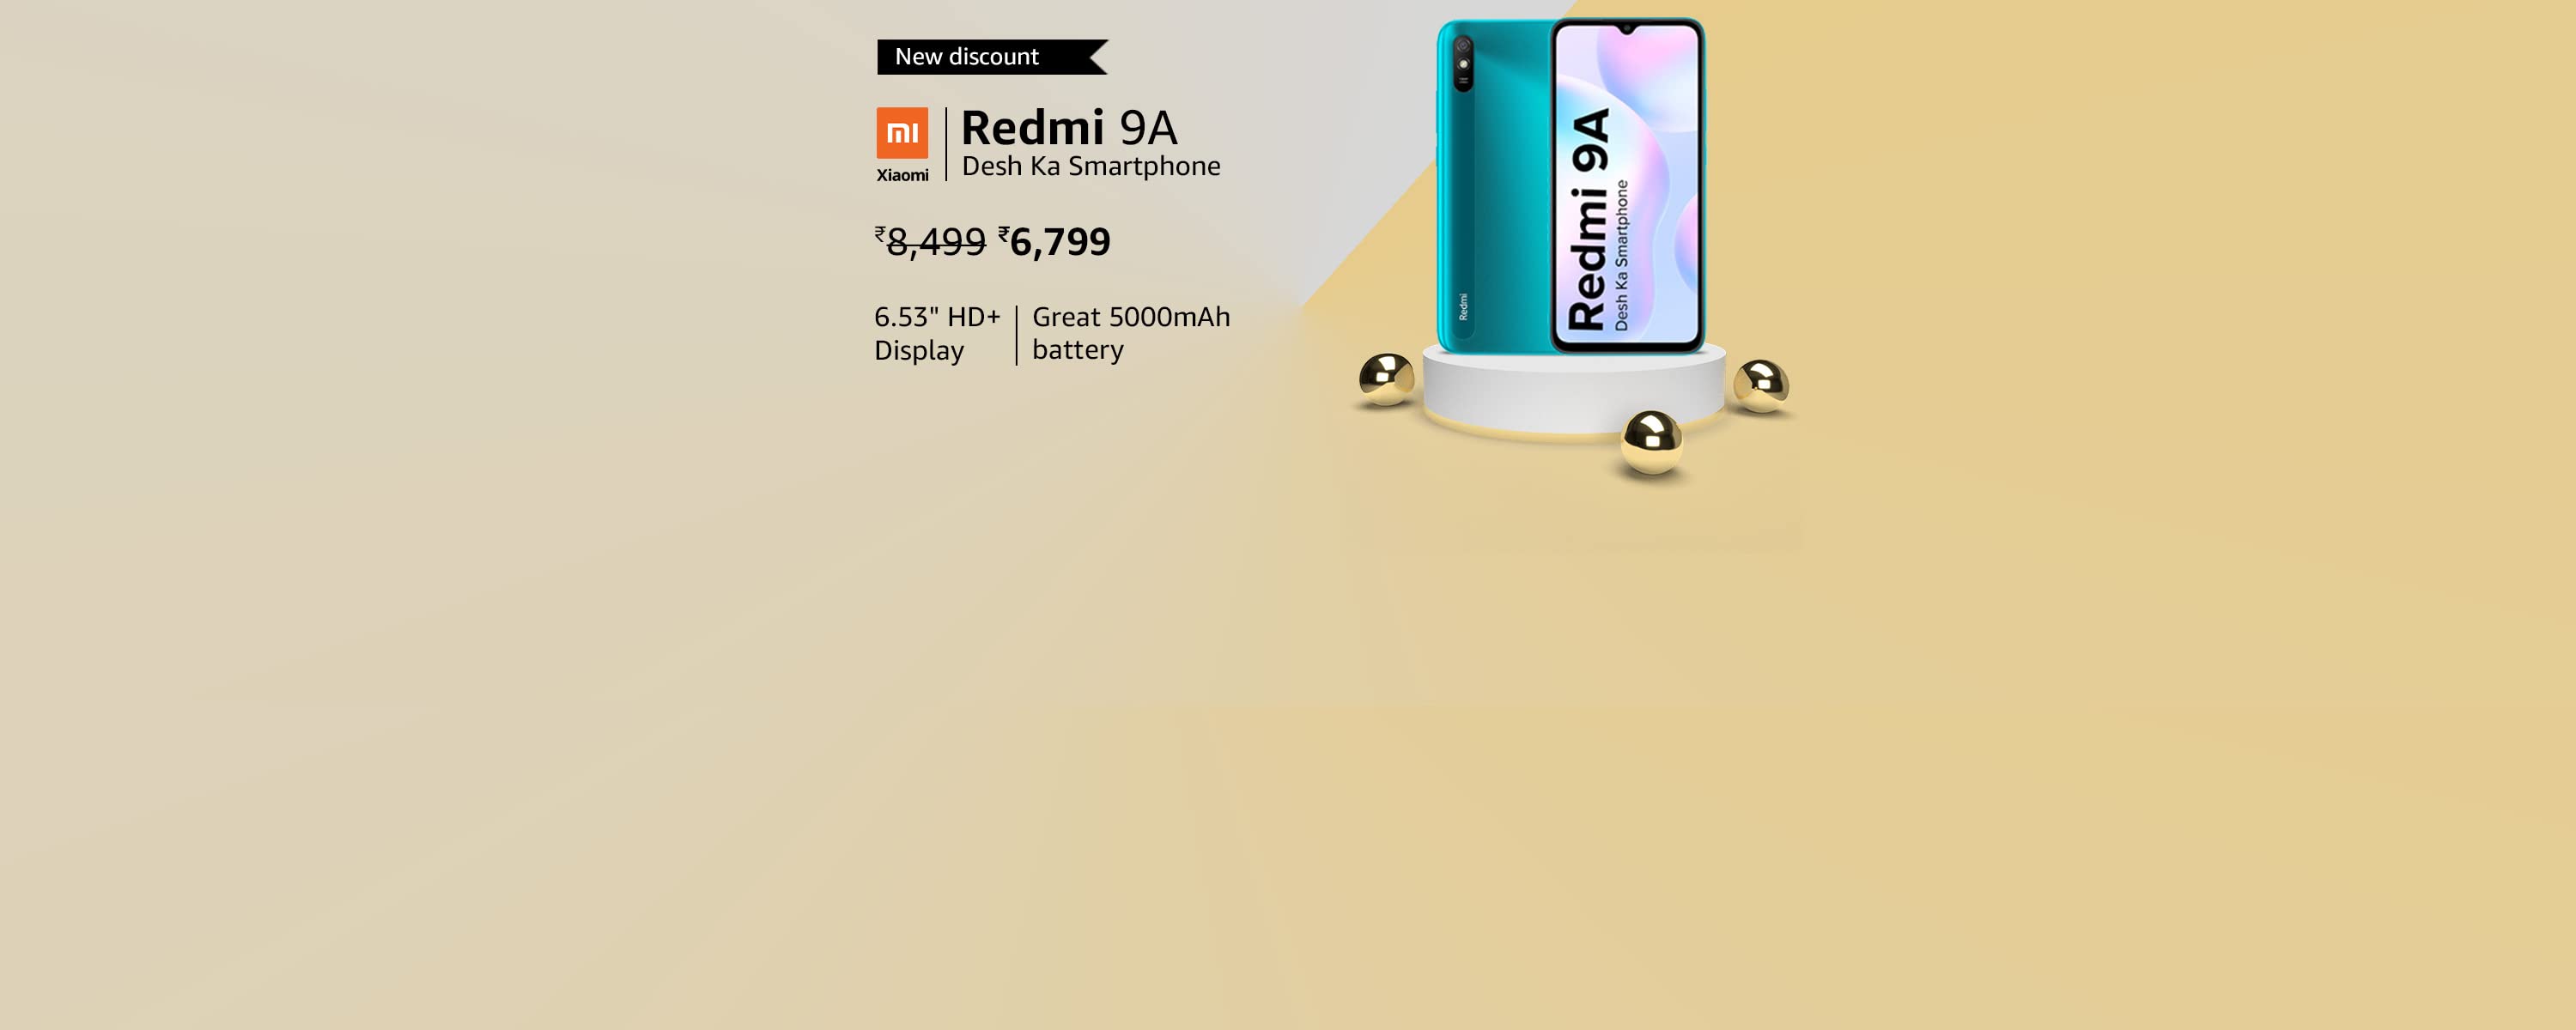 New discount
mi
Xiaomi
Redmi 9A
Desh Ka Smartphone
₹8,499 ₹6,799
6.53" HD+
Display
Great 5000mAh
battery
Redmi
Redmi 9A
Desh Ka Smartphone